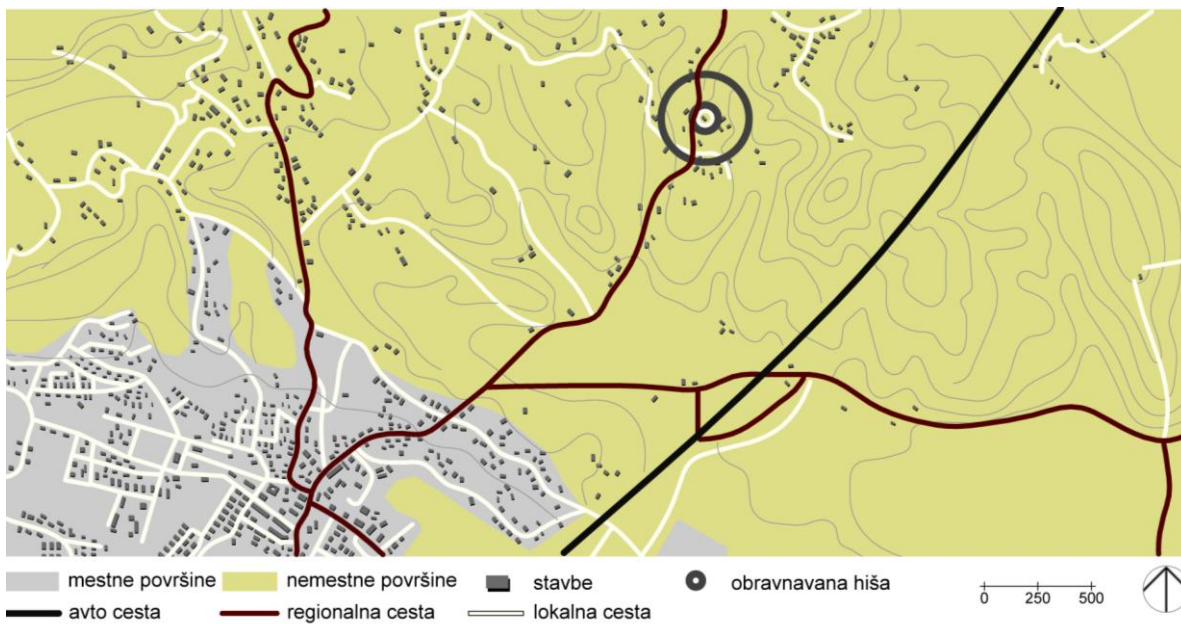 mestne površine nemestne površine stavbe obravnavana hiša
avto cesta regionalna cesta lokalna cesta
0 250 500